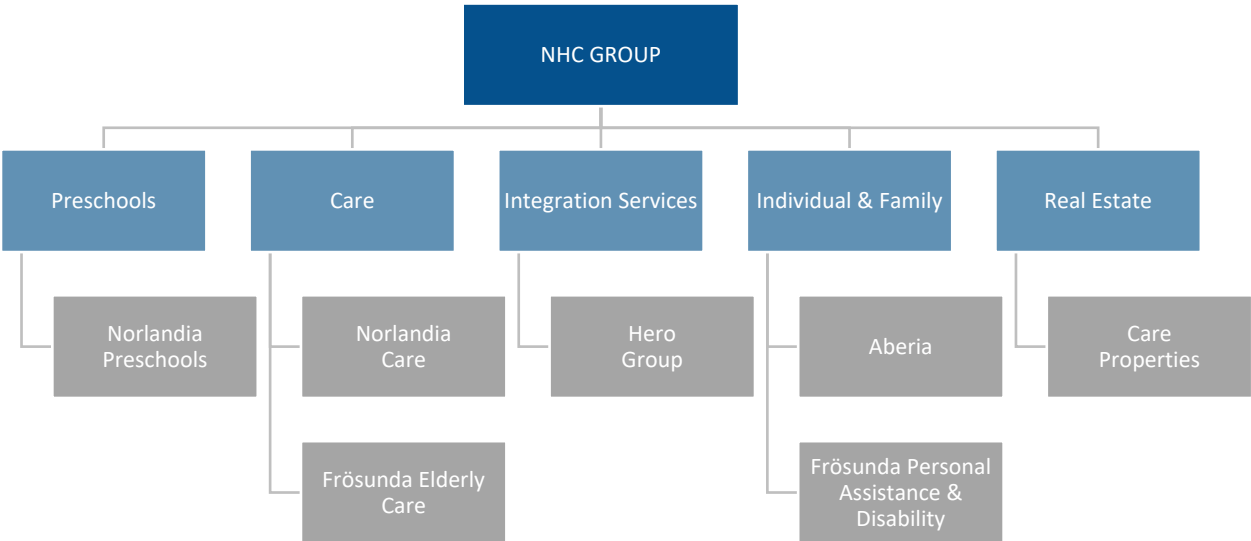 NHC GROUP
Preschools
Care
Integration Services
Individual & Family
Real Estate
Norlandia
Preschools
Norlandia
Care
Hero
Group
Aberia
Care
Properties
Frösunda Elderly
Care
Frösunda Personal
Assistance &
Disability